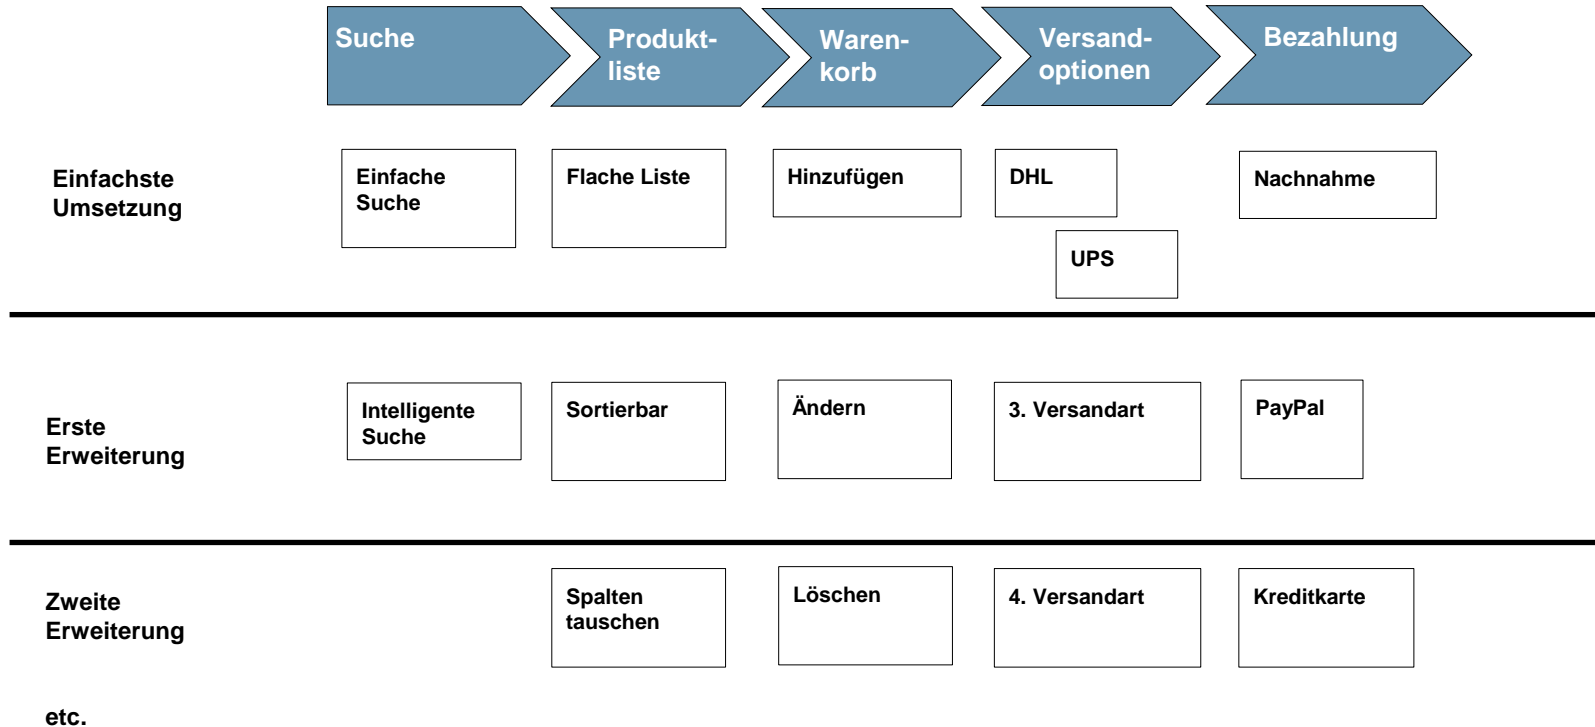 Suche
Produkt-
liste
Waren-
korb
Versand-
optionen
Bezahlung
Einfachste
Umsetzung
Einfache
Suche
Flache Liste
Hinzufügen
DHL
UPS
Nachnahme
Erste
Erweiterung
Intelligente
Suche
Sortierbar
Ändern
3. Versandart
PayPal
Zweite
Erweiterung
Spalten
tauschen
Löschen
4. Versandart
Kreditkarte
etc.